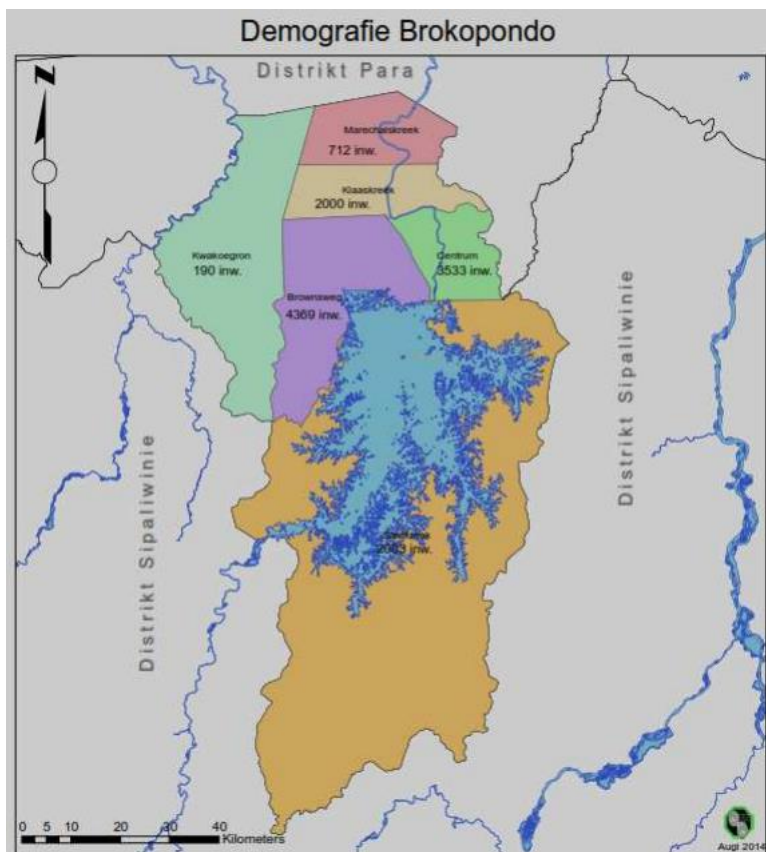 Demografie Brokopondo
Distrikt Para
N
Marechalskreek
712 inw.
Klaaskreek
2000 inw.
Kwakoegron
190 inw.
Centrum
3533 inw.
Brownsweg
4369 inw.
Distrikt Sipaliwinie
Distrikt Sipaliwinie
inw.
0 5 10 20 30 40
Kilometers
Augi 2014